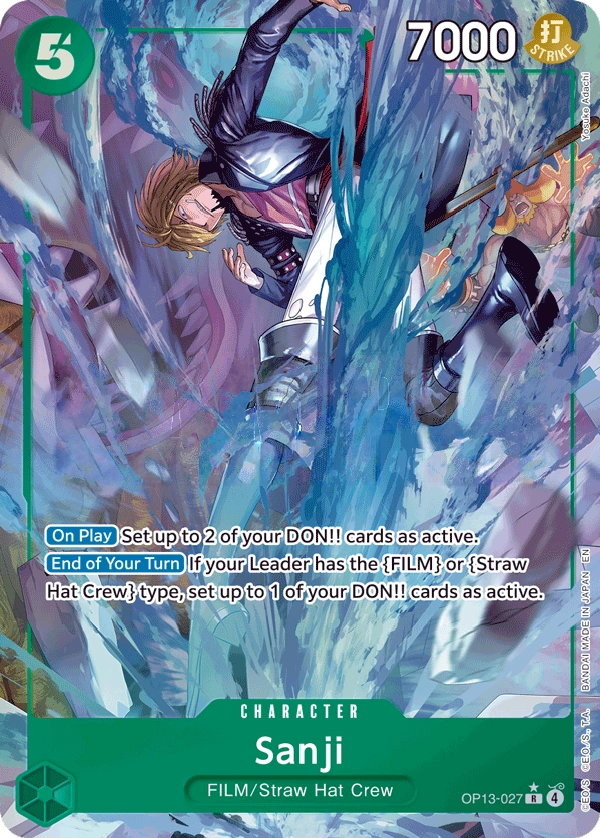 5
7000
打
STRIKE
Yosuke Adachi
On Play Set up to 2 of your DON!! cards as active.
End of Your Turn If your Leader has the {FILM} or {Straw
Hat Crew} type, set up to 1 of your DON!! cards as active.
©E.O/S ©E.O./S., T.A. BANDAI MADE IN JAPAN EN
CHARACTER
Sanji
FILM/Straw Hat Crew
OP13-027 R 4